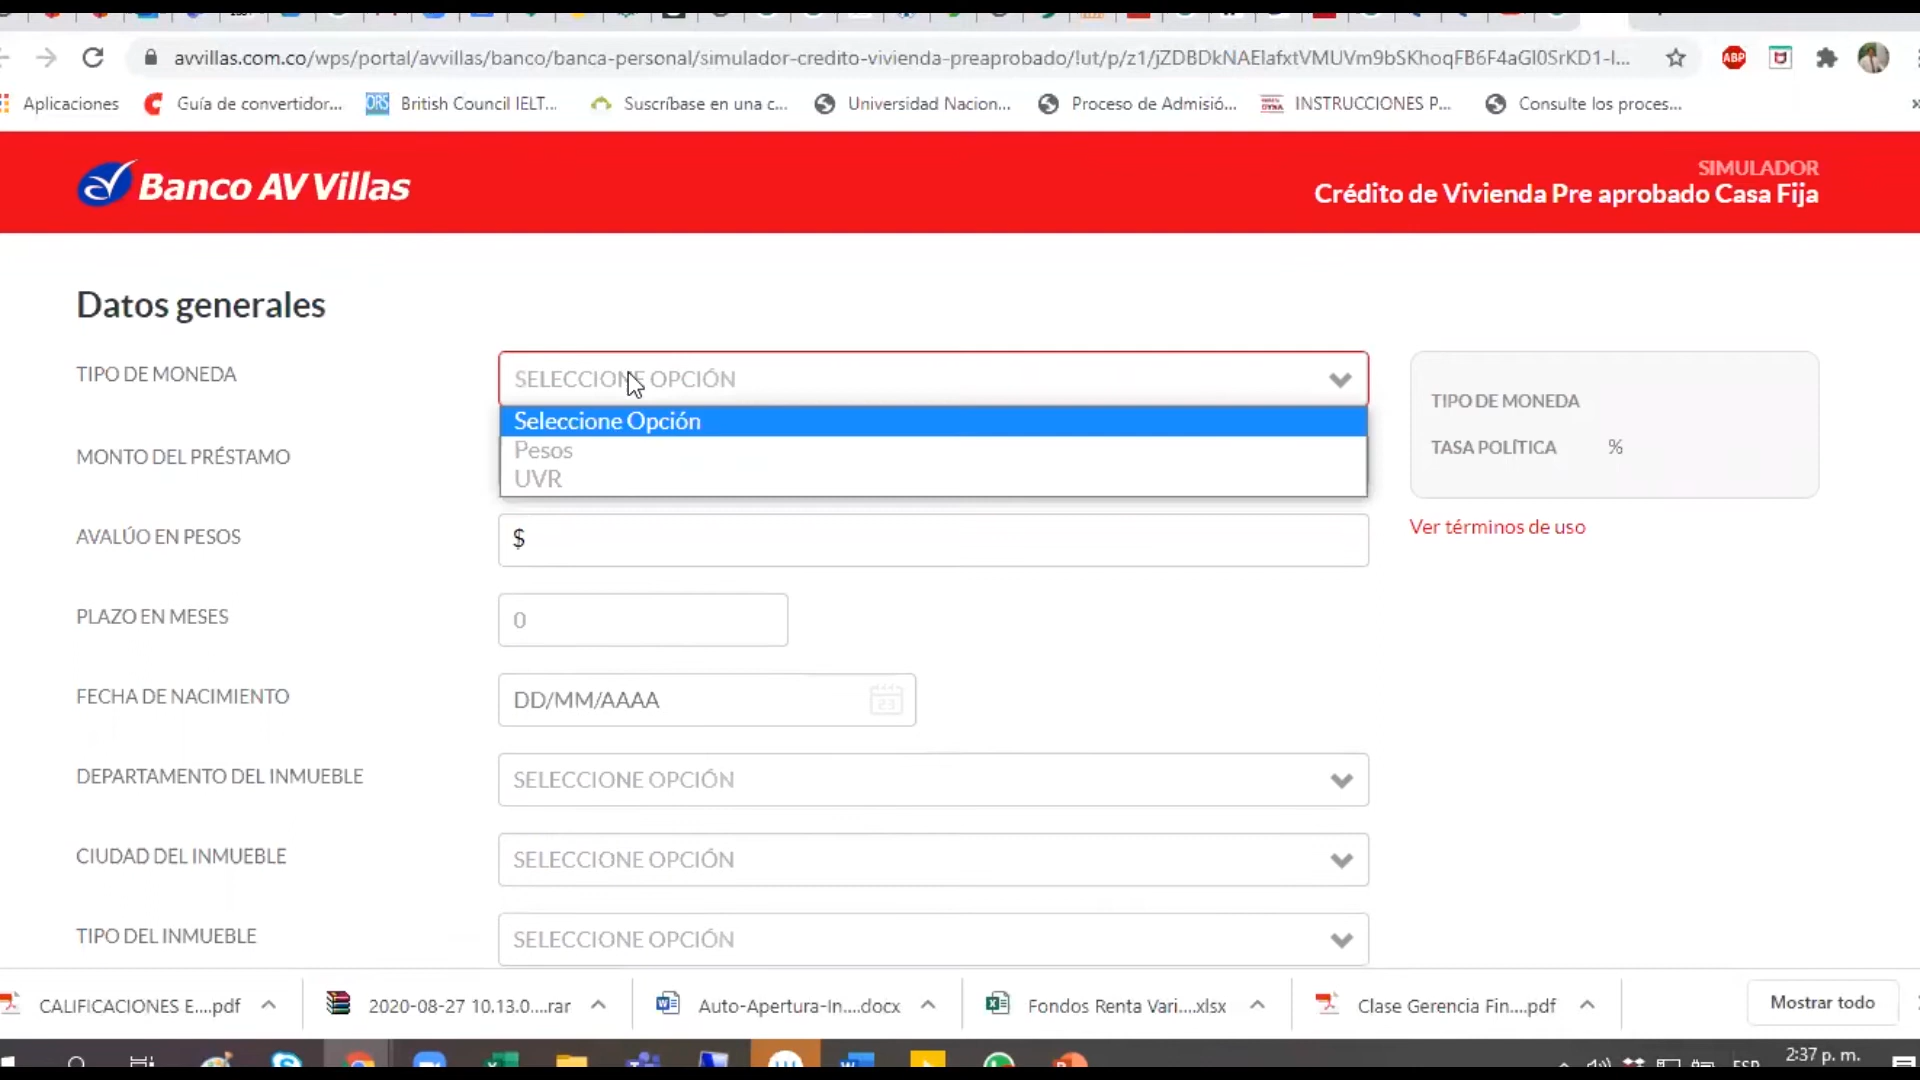 avvillas.com.co/wps/portal/avvillas/banco/banca-personal/simulador-credito-vivienda-preaprobado/!ut/p/z1/jZDBDkNAElafxtVMUVm9bSKhoqFB6F4aGl0SrKD1-I...
ABP
Aplicaciones
Guía de convertidor...
ORS
British Council IELT...
Suscríbase en una c...
Universidad Nacion...
Proceso de Admisió...
INSTRUCCIONES P...
Consulte los proces...
Banco AV Villas
SIMULADOR
Crédito de Vivienda Pre aprobado Casa Fija
Datos generales
TIPO DE MONEDA
SELECCIONE OPCIÓN
Seleccione Opción
Pesos
UVR
TIPO DE MONEDA
TASA POLÍTICA %
Ver términos de uso
MONTO DEL PRÉSTAMO
AVALÚO EN PESOS
$
PLAZO EN MESES
0
FECHA DE NACIMIENTO
DD/MM/AAAA
23
DEPARTAMENTO DEL INMUEBLE
SELECCIONE OPCIÓN
CIUDAD DEL INMUEBLE
SELECCIONE OPCIÓN
TIPO DEL INMUEBLE
SELECCIONE OPCIÓN
CALIFICACIONES E....pdf
2020-08-27 10.13.0....rar
Auto-Apertura-In....docx
Fondos Renta Vari....xlsx
Clase Gerencia Fin....pdf
Mostrar todo
ESP
2:37 p. m.